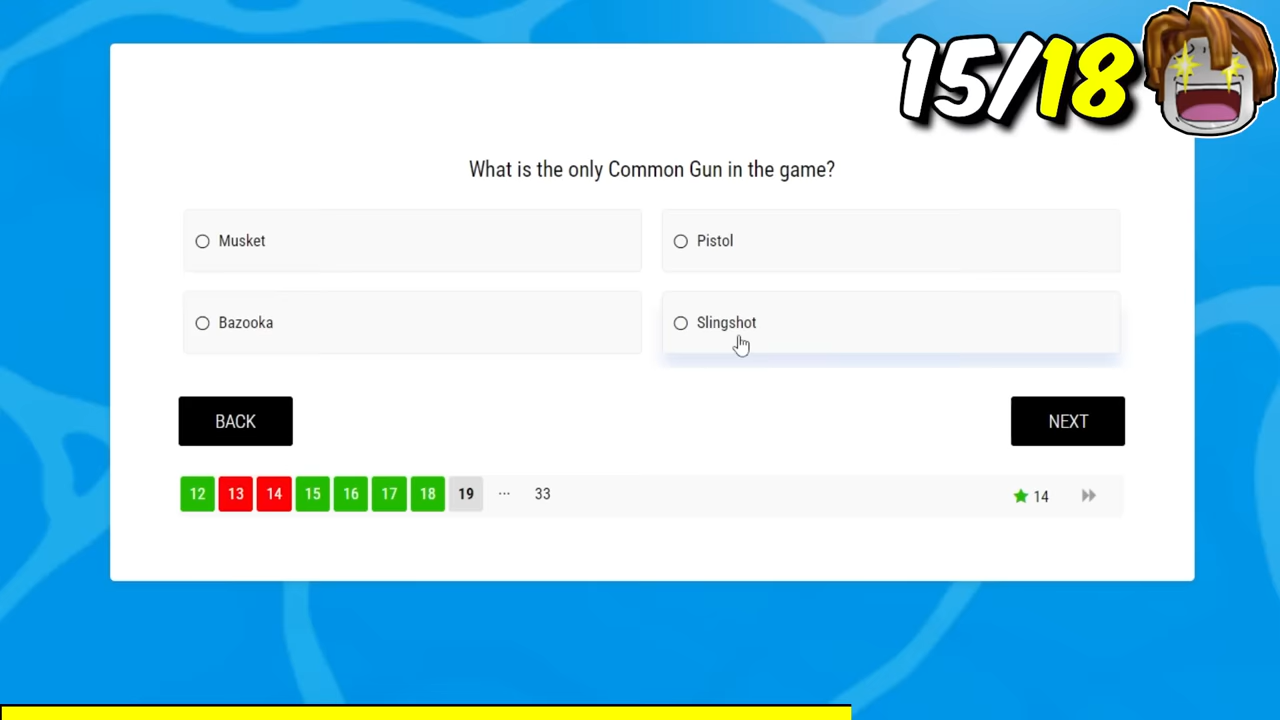 15/18
What is the only Common Gun in the game?
Musket
Pistol
Bazooka
Slingshot
BACK
NEXT
12 13 14 15 16 17 18 19 ... 33
14